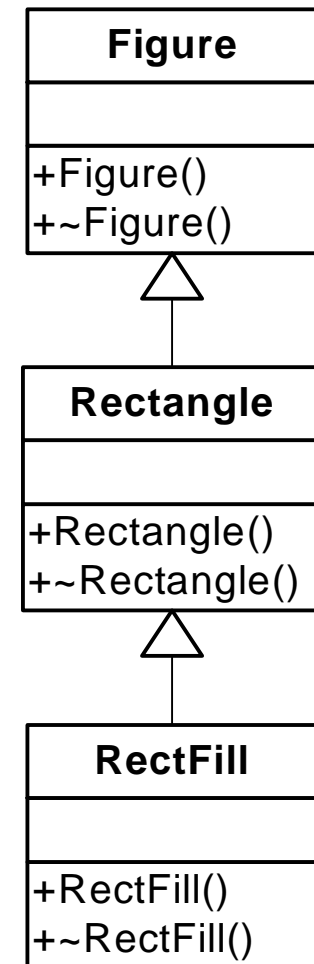 Figure
+Figure()
+~Figure()
Rectangle
+Rectangle()
+~Rectangle()
RectFill
+RectFill()
+~RectFill()